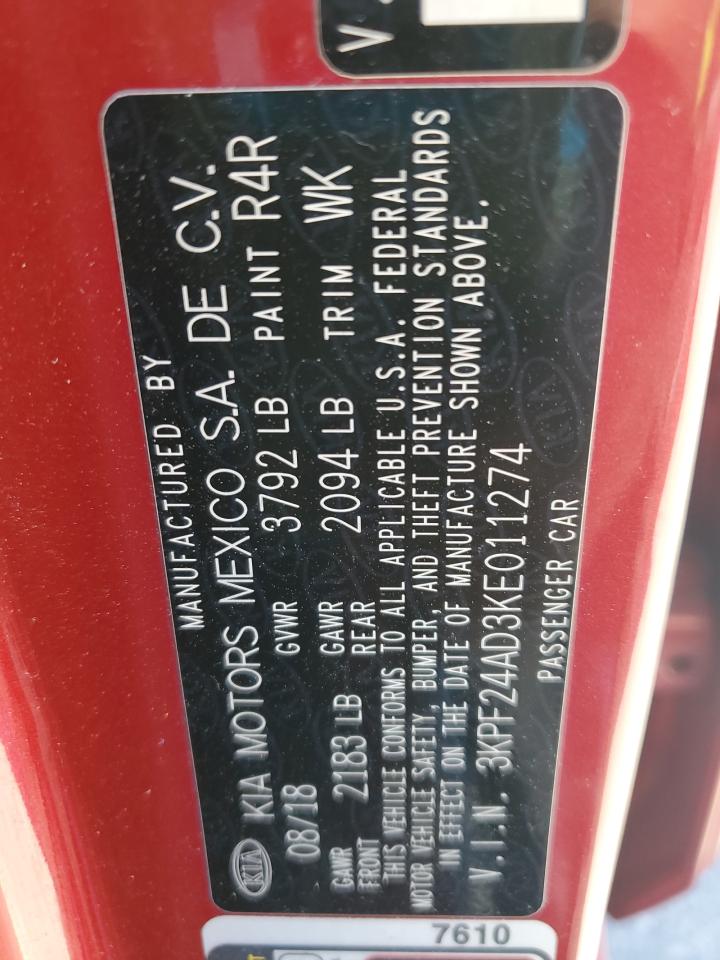 V
MANUFACTURED BY
KIA KIA MOTORS MEXICO S.A. DE C.V.
08/18 GVWR 3792 LB PAINT R4R
GAWR FRONT 2183 LB GAWR REAR 2094 LB TRIM WK
THIS VEHICLE CONFORMS TO ALL APPLICABLE U.S.A. FEDERAL
MOTOR VEHICLE SAFETY, BUMPER, AND THEFT PREVENTION STANDARDS
IN EFFECT ON THE DATE OF MANUFACTURE SHOWN ABOVE.
V.I.N. 3KPF24AD3KE011274
PASSENGER CAR
7610